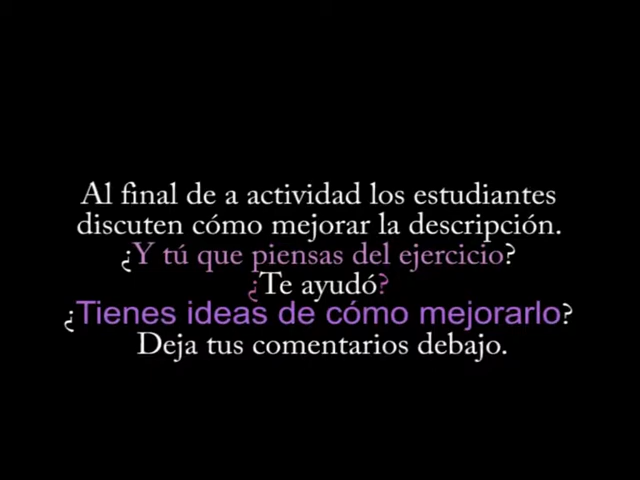 Al final de a actividad los estudiantes
discuten cómo mejorar la descripción.
¿Y tú que piensas del ejercicio?
¿Te ayudó?
¿Tienes ideas de cómo mejorarlo?
Deja tus comentarios debajo.